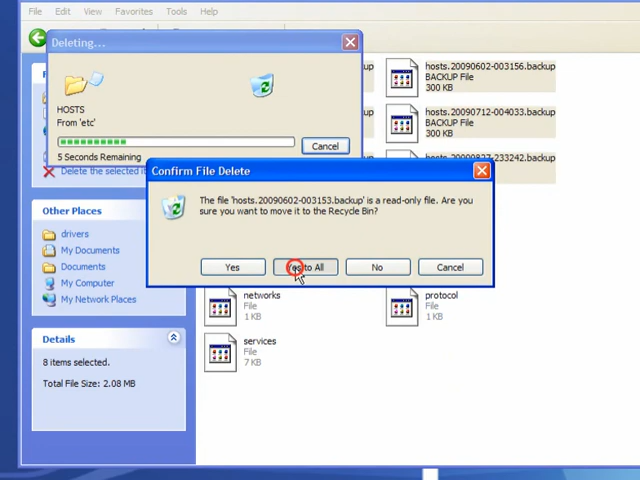 File Edit View Favorites Tools Help
Deleting...
HOSTS
From 'etc'
5 Seconds Remaining
Cancel
Delete the selected it
hosts.20090602-003156.backup
BACKUP File
300 KB
hosts.20090712-004033.backup
BACKUP File
300 KB
233242.backup
Confirm File Delete
The file 'hosts.20090602-003153.backup' is a read-only file. Are you
sure you want to move it to the Recycle Bin?
Yes
to All
No
Cancel
Other Places
drivers
My Documents
Documents
My Computer
My Network Places
Details
8 items selected.
Total File Size: 2.08 MB
networks
File
1 KB
protocol
File
1 KB
services
File
7 KB